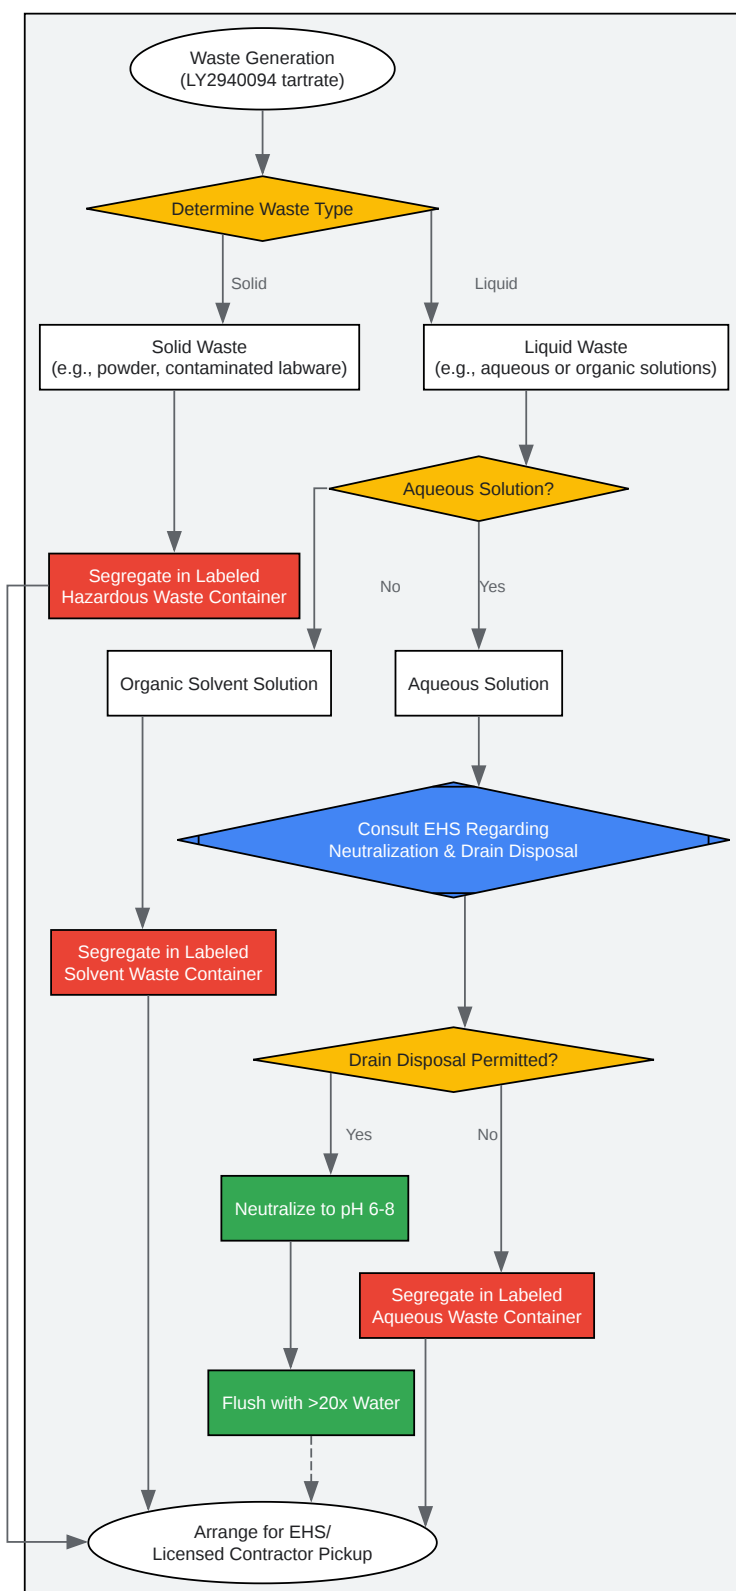 Waste Generation
(LY2940094 tartrate)
Determine Waste Type
Solid
Liquid
Solid Waste
(e.g., powder, contaminated labware)
Liquid Waste
(e.g., aqueous or organic solutions)
Aqueous Solution?
Segregate in Labeled
Hazardous Waste Container
No
Yes
Organic Solvent Solution
Aqueous Solution
Consult EHS Regarding
Neutralization & Drain Disposal
Segregate in Labeled
Solvent Waste Container
Drain Disposal Permitted?
Yes
No
Neutralize to pH 6-8
Segregate in Labeled
Aqueous Waste Container
Flush with >20x Water
Arrange for EHS/
Licensed Contractor Pickup